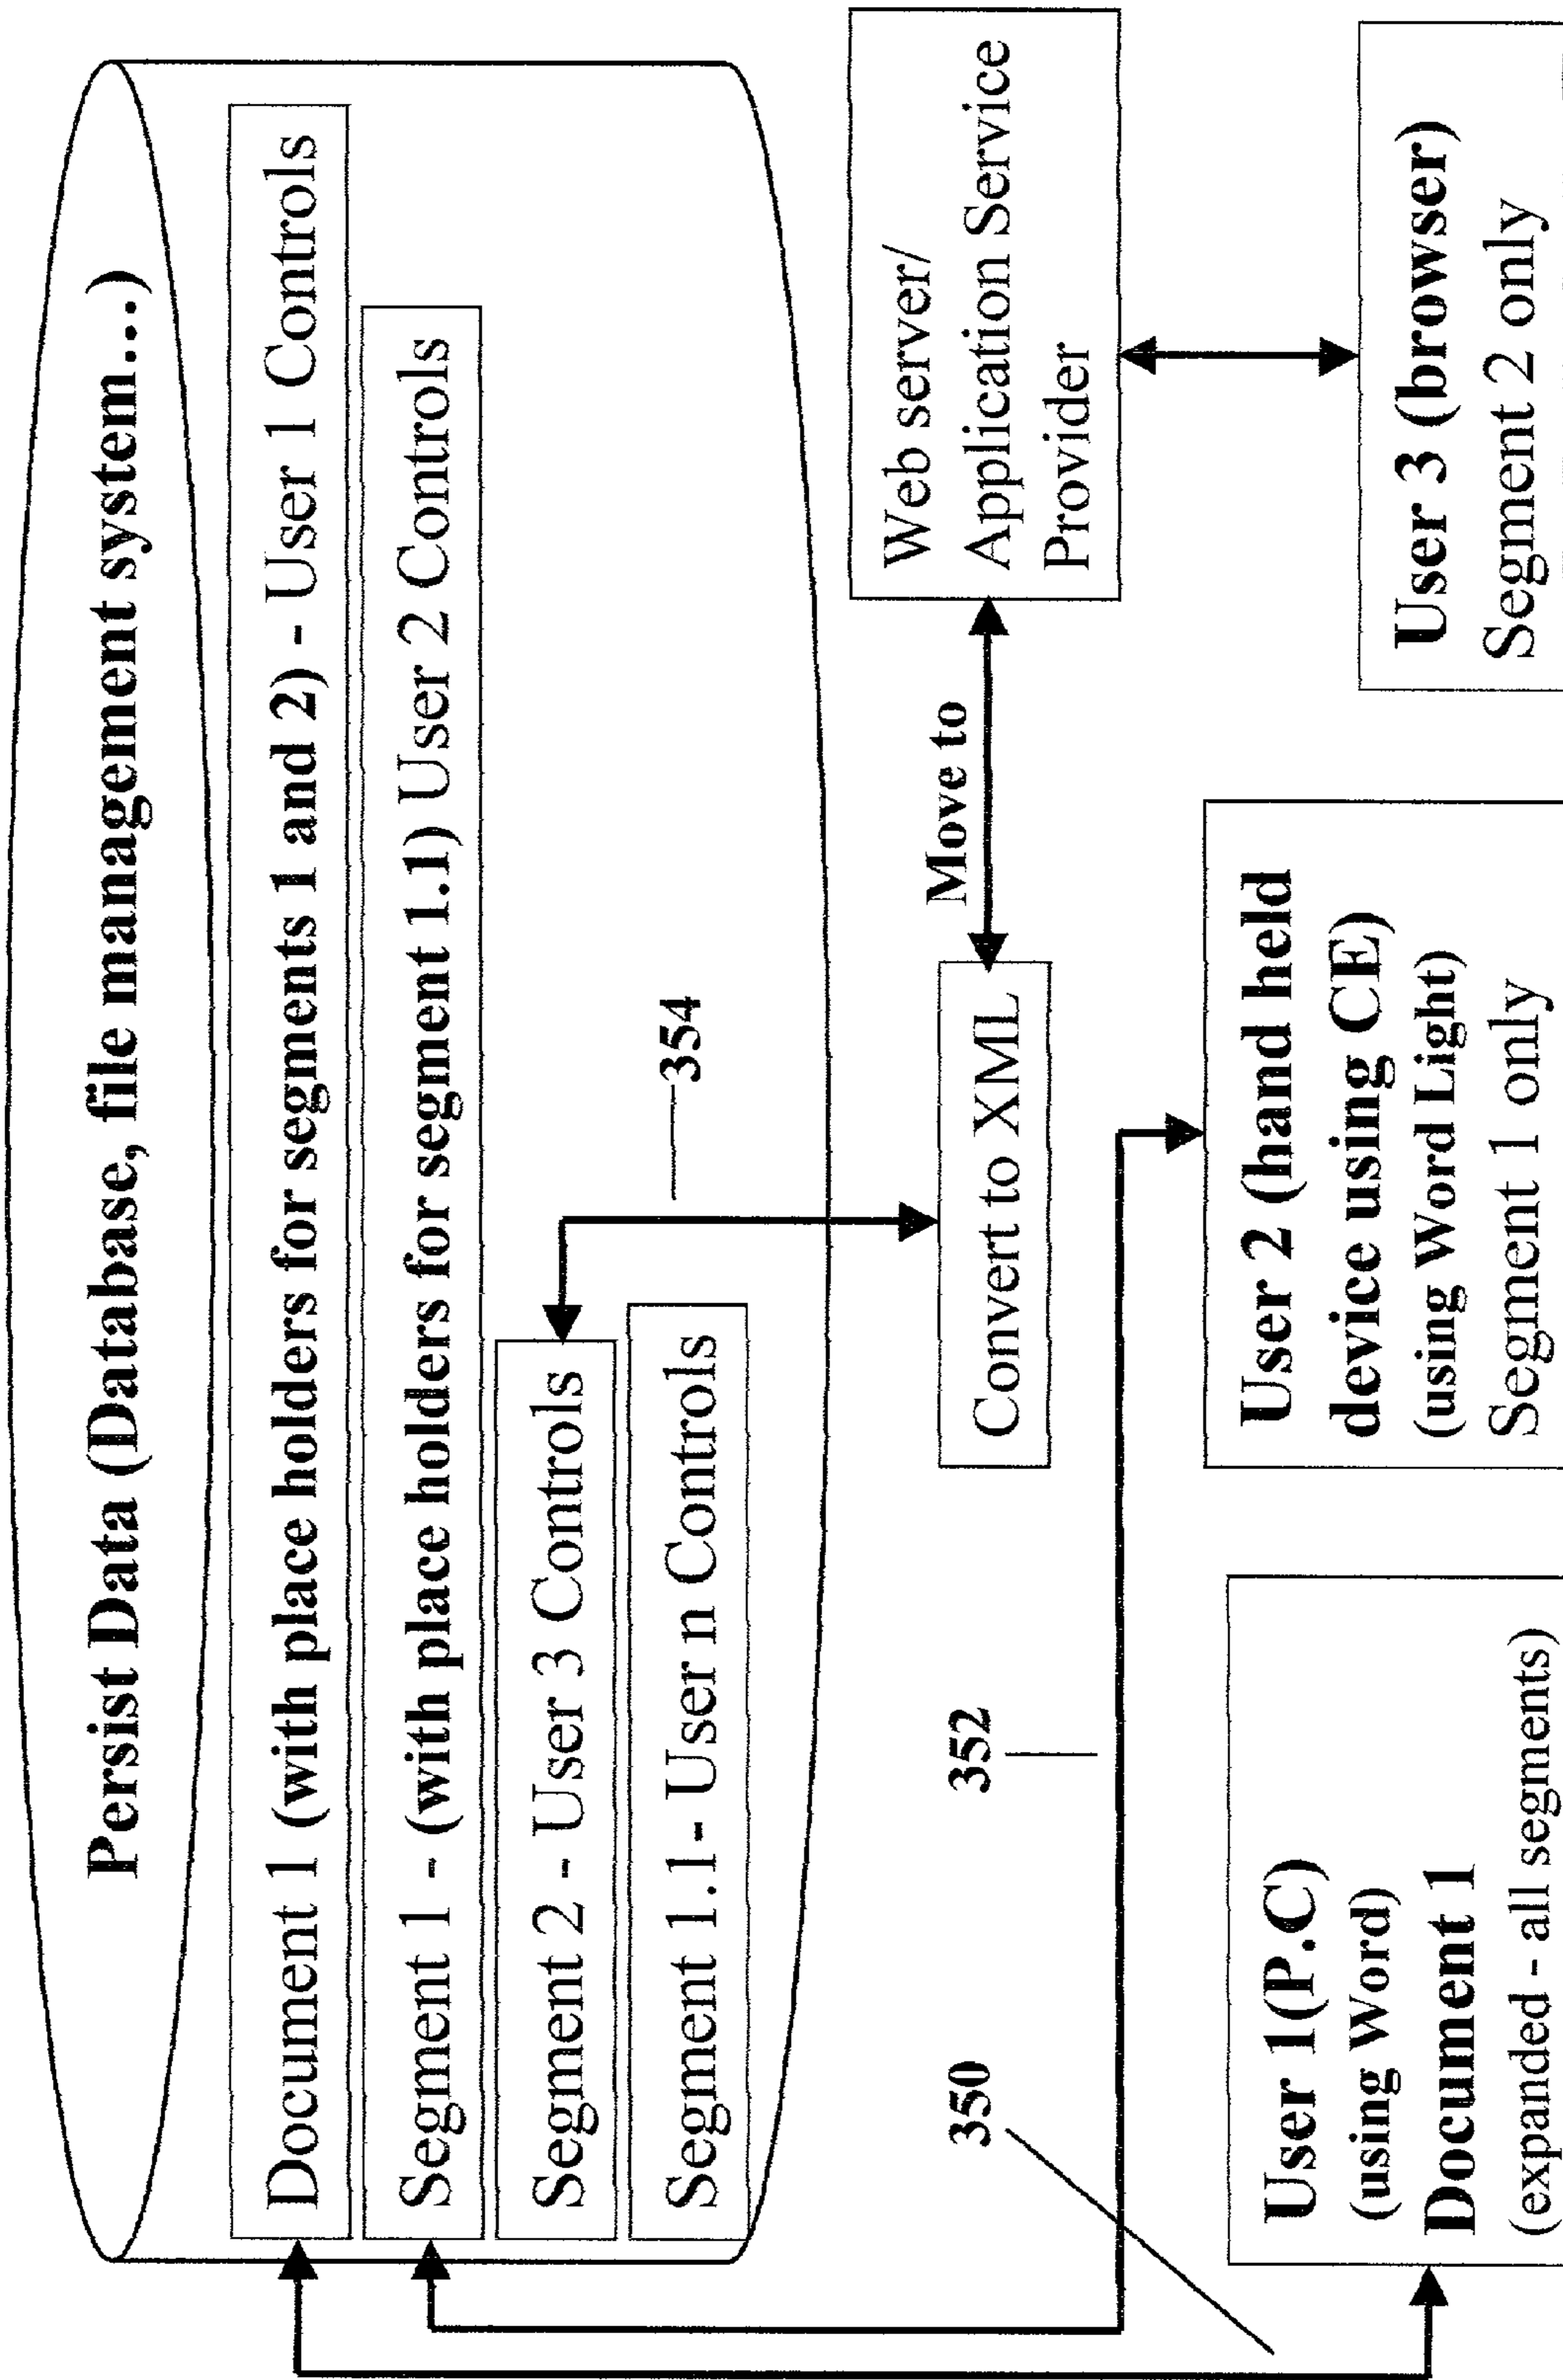 Persist Data (Database, file management system...)
Document 1 (with place holders for segments 1 and 2) - User 1 Controls
Segment 1 - (with place holders for segment 1.1) User 2 Controls
Segment 2 - User 3 Controls
Segment 1.1- User n Controls
354
Convert to XML
Move to
Web server/
Application Service
Provider
352
350
User 1(P.C)
(using Word)
Document 1
(expanded - all segments)
User 2 (hand held
device using CE)
(using Word Light)
Segment 1 only
User 3 (browser)
Segment 2 only